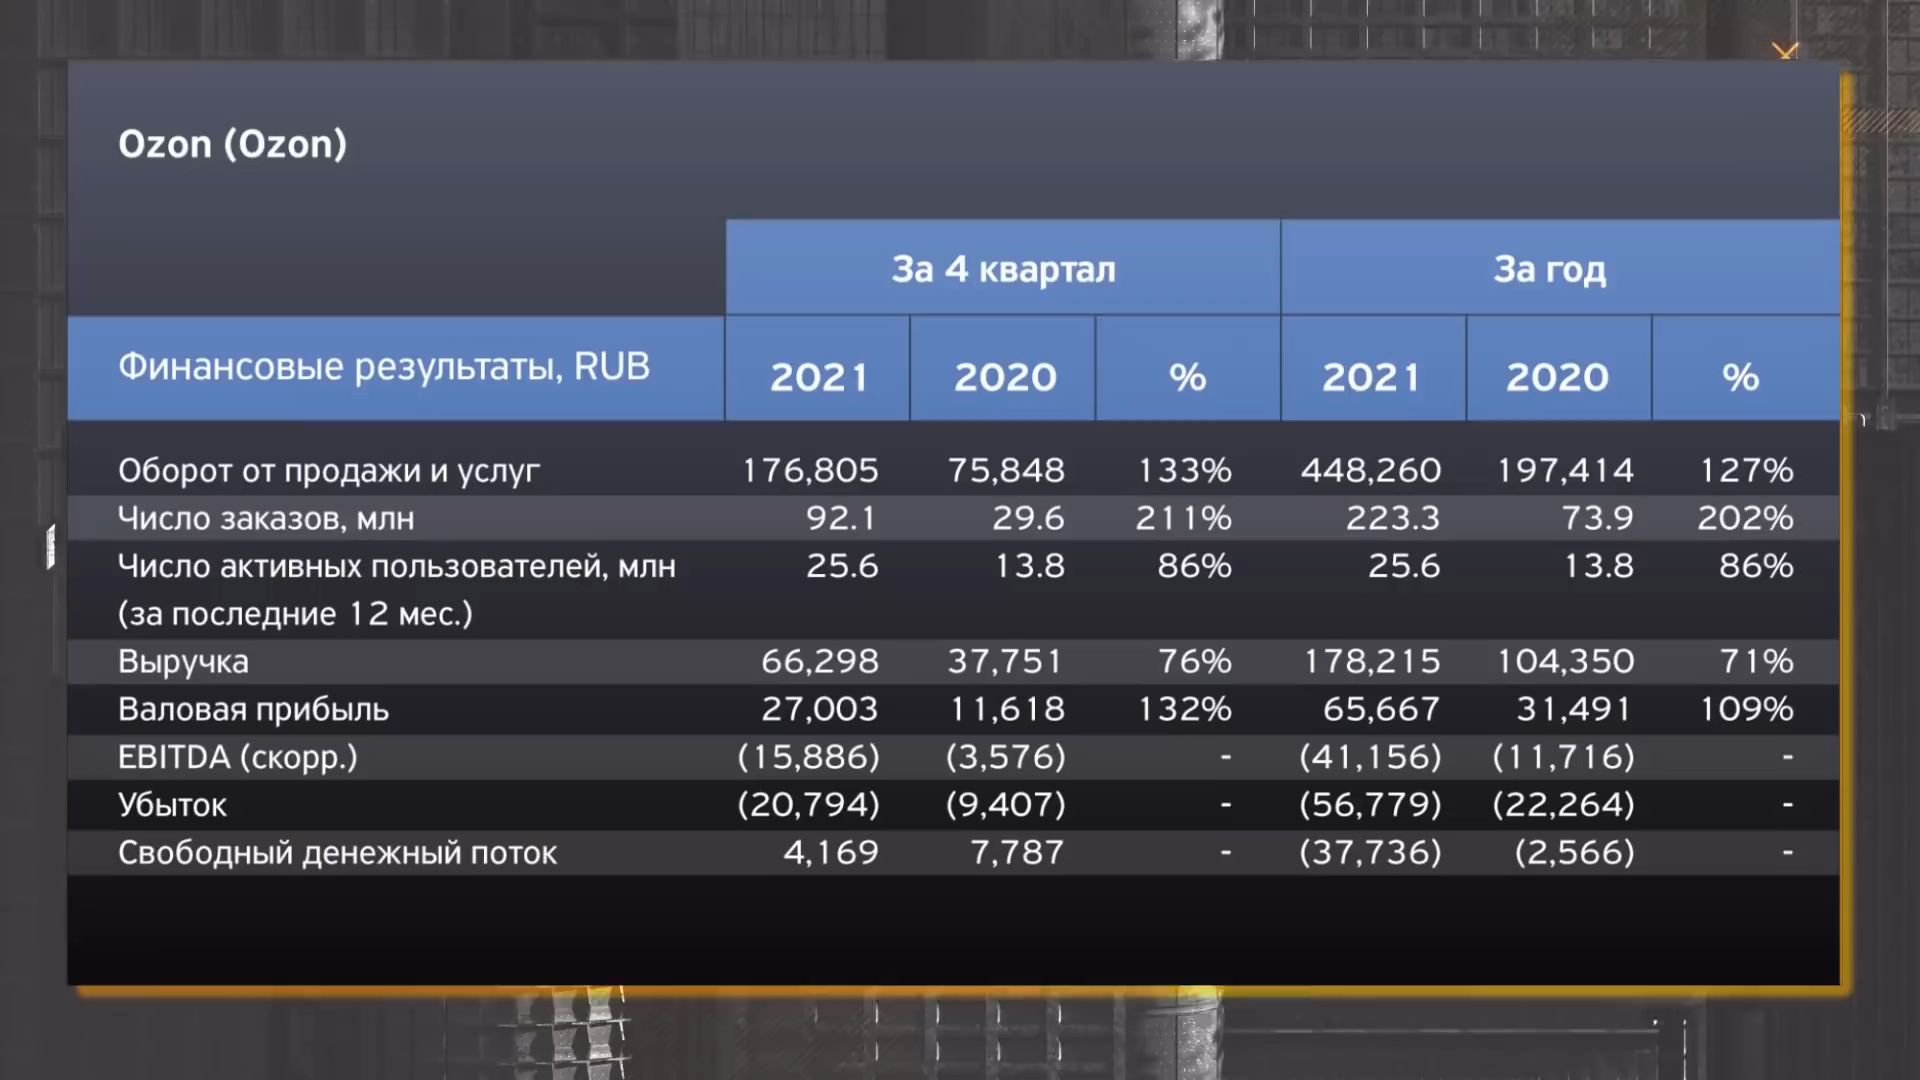 Ozon (Ozon)
За 4 квартал За год
Финансовые результаты, RUB 2021 2020 % 2021 2020 %
Оборот от продажи и услуг 176,805 75,848 133% 448,260 197,414 127%
Число заказов, млн 92.1 29.6 211% 223.3 73.9 202%
Число активных пользователей, млн 25.6 13.8 86% 25.6 13.8 86%
(за последние 12 мес.)
Выручка 66,298 37,751 76% 178,215 104,350 71%
Валовая прибыль 27,003 11,618 132% 65,667 31,491 109%
EBITDA (скорр.) (15,886) (3,576) - (41,156) (11,716) -
Убыток (20,794) (9,407) - (56,779) (22,264) -
Свободный денежный поток 4,169 7,787 - (37,736) (2,566) -